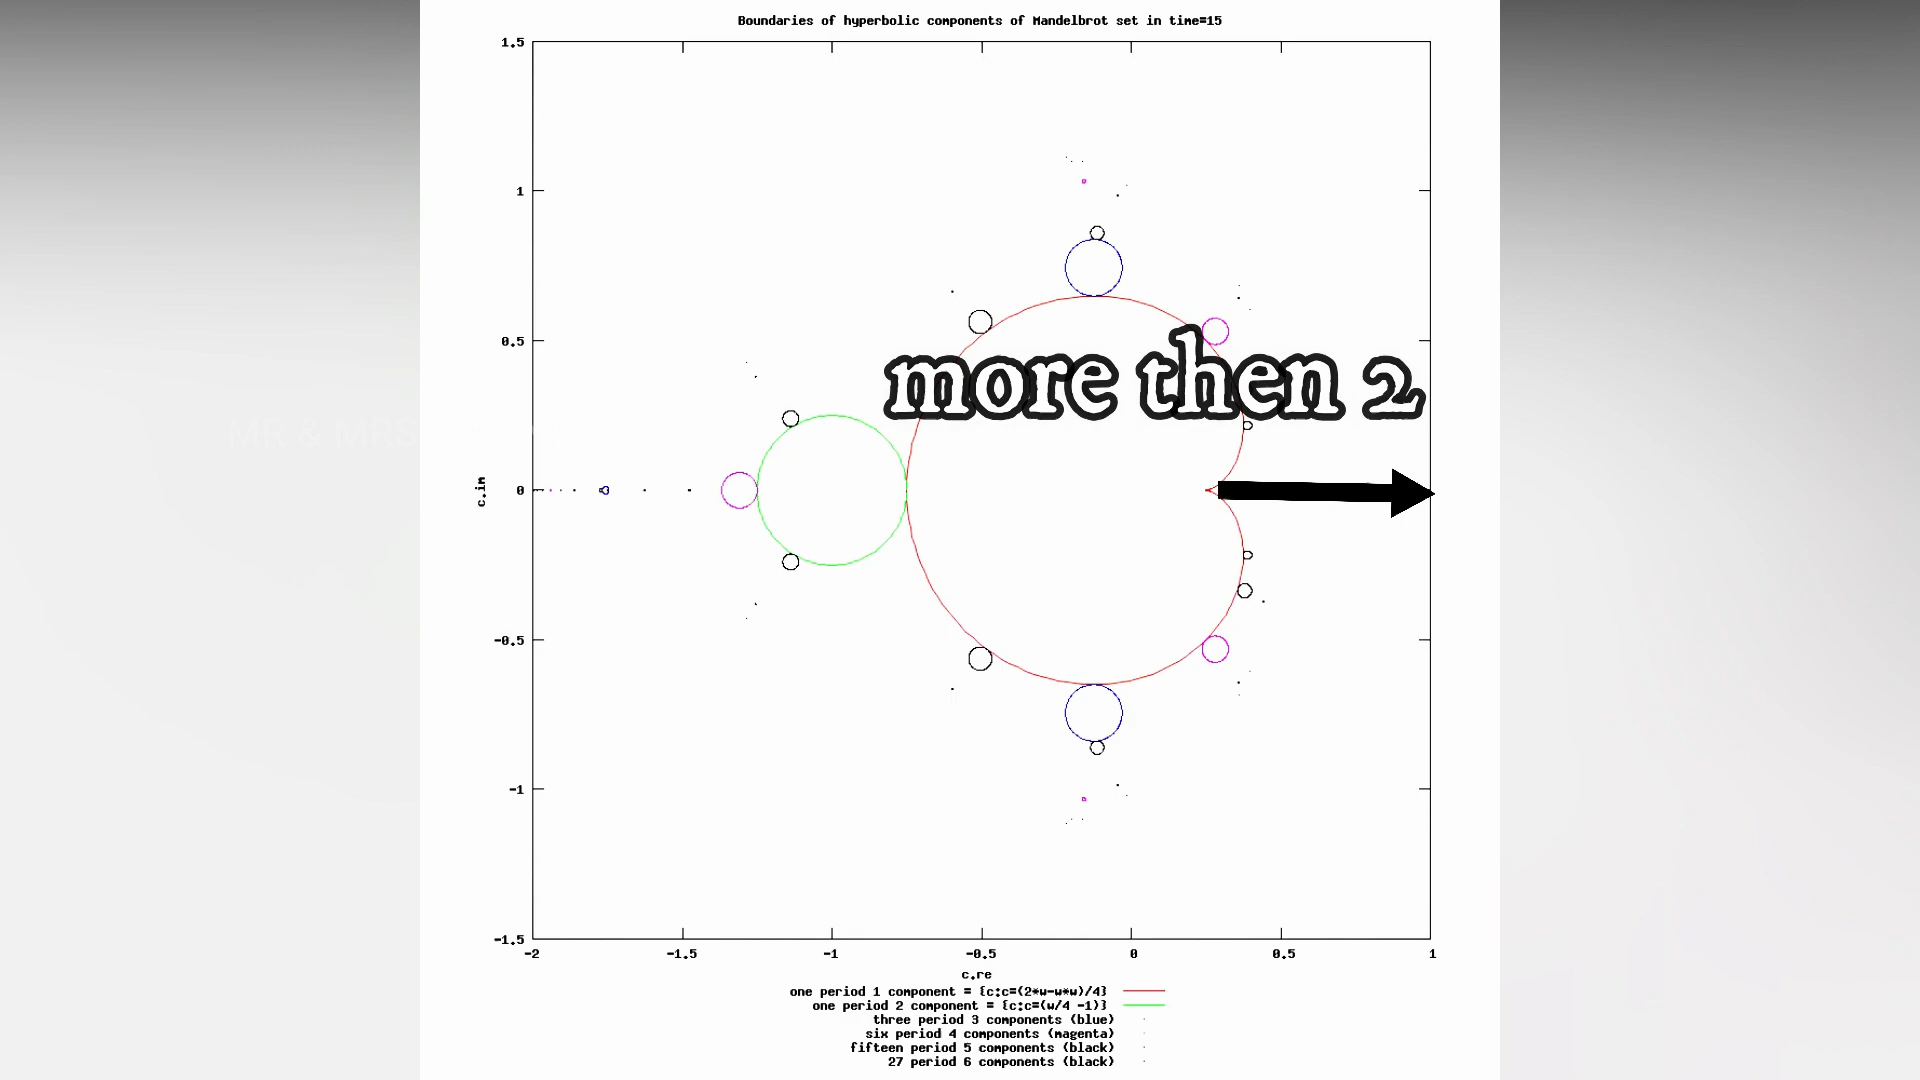 Boundaries of hyperbolic components of Mandelbrot set in time=15
1.5
1
0.5
more then 2
MR & MRS
c.im
0
-0.5
-1
-1.5
-2 -1.5 -1 -0.5 0 0.5 1
c.re
one period 1 component = {c:c=(2*w-w*w)/4}
one period 2 component = {c:c=(w/4 -1)}
three period 3 components (blue)
six period 4 components (magenta)
fifteen period 5 components (black)
27 period 6 components (black)